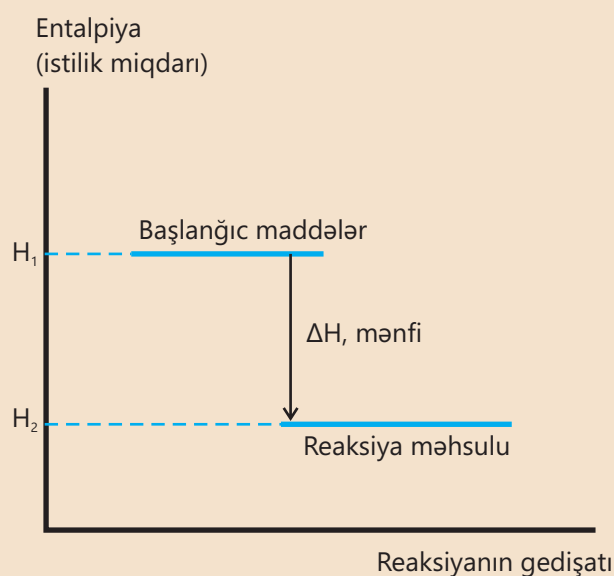 Entalpiya
(istilik miqdarı)
Başlanğıc maddələr
H₁
ΔH, mənfi
H₂
Reaksiya məhsulu
Reaksiyanın gedişatı